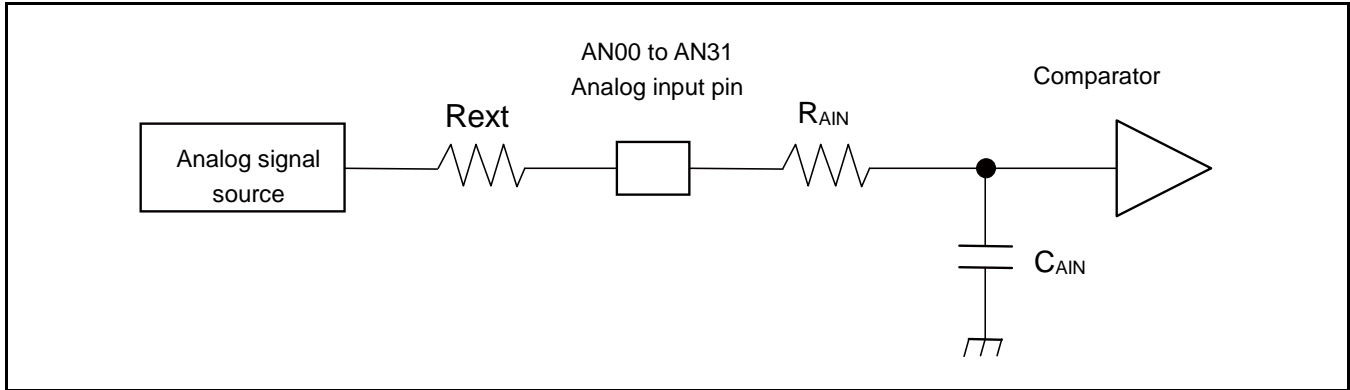 AN00 to AN31
Analog input pin
Comparator
Rext
RAIN
Analog signal
source
CAIN